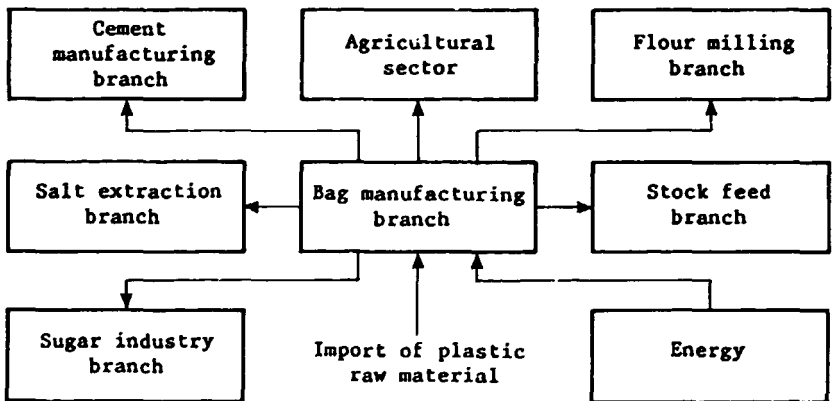 Cement
manufacturing
branch
Agricultural
sector
Flour milling
branch
Salt extraction
branch
Bag manufacturing
branch
Stock feed
branch
Sugar industry
branch
Import of plastic
raw material
Energy